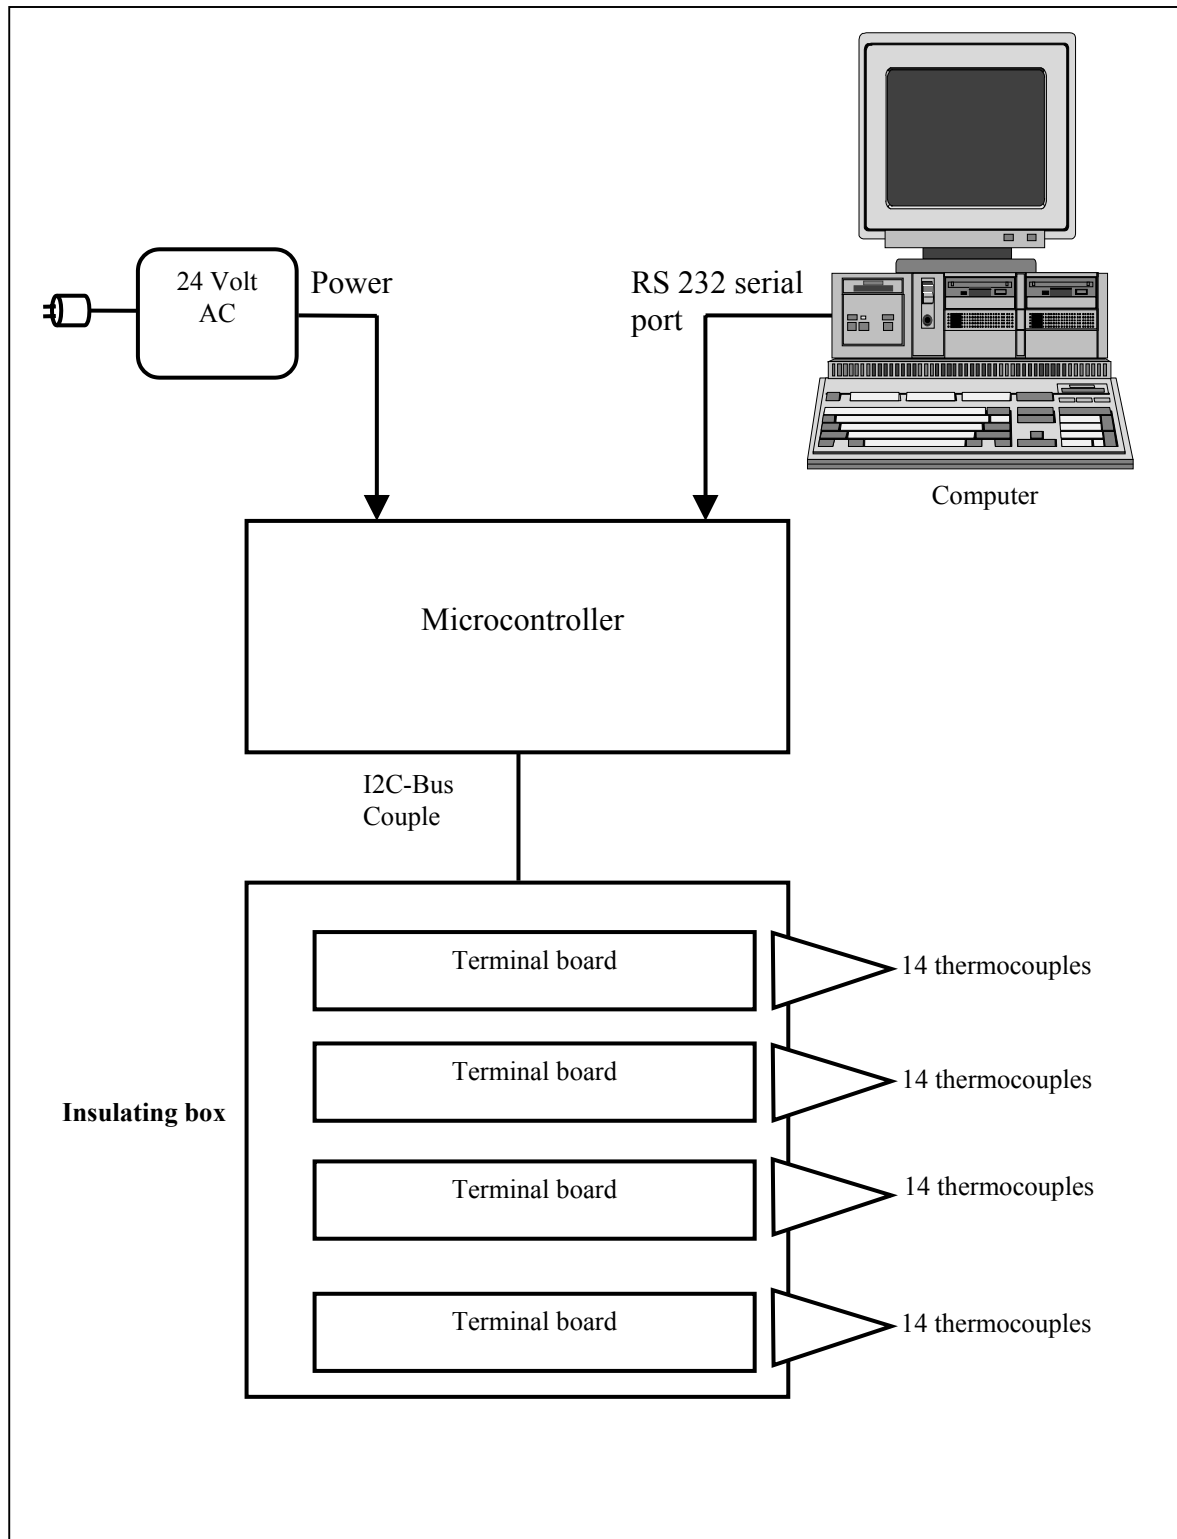 24 Volt
AC
Power
RS 232 serial
port
Computer
Microcontroller
I2C-Bus
Couple
Terminal board
14 thermocouples
Terminal board
14 thermocouples
Insulating box
Terminal board
14 thermocouples
Terminal board
14 thermocouples